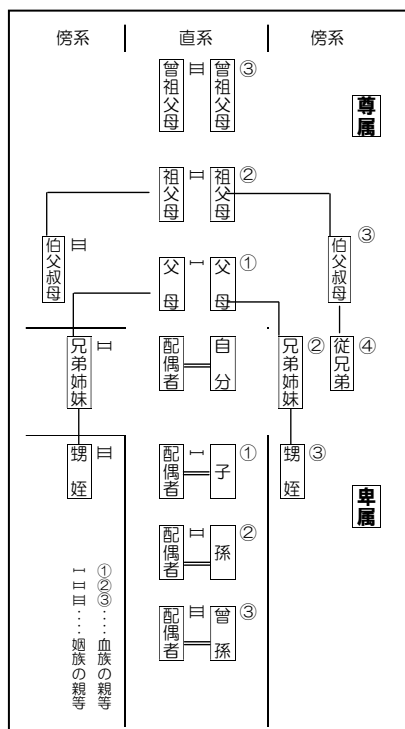 傍系 直系 傍系
曾祖父母 Ⅲ 曾祖父母 ③
尊属
祖父母 Ⅱ 祖父母 ②
伯父叔母 Ⅲ
伯父叔母 ③
父母 Ⅰ 父母 ①
兄弟姉妹 Ⅱ
配偶者 自分
兄弟姉妹 ②
従兄弟 ④
甥姪 Ⅲ
配偶者 Ⅰ 子 ①
甥姪 ③
卑属
配偶者 Ⅱ 孫 ②
配偶者 Ⅲ 曾孫 ③
①②③‥‥血族の親等
ⅠⅡⅢ‥‥姻族の親等